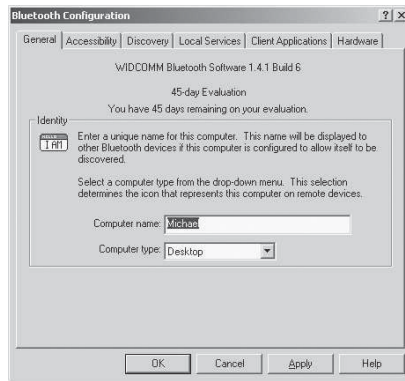 Bluetooth Configuration
General Accessibility Discovery Local Services Client Applications Hardware
WIDCOMM Bluetooth Software 1.4.1 Build 6
45-day Evaluation
You have 45 days remaining on your evaluation.
Identity
I AM
Enter a unique name for this computer. This name will be displayed to
other Bluetooth devices if this computer is configured to allow itself to be
discovered.
Select a computer type from the drop-down menu. This selection
determines the icon that represents this computer on remote devices.
Computer name: Michael
Computer type: Desktop
OK Cancel Apply Help